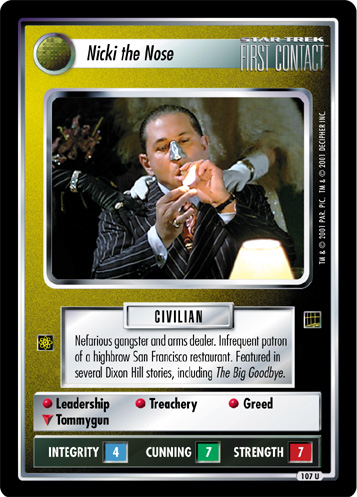 Nicki the Nose
STAR TREK
FIRST CONTACT™
TM & © 2001 PAR. PIC. TM & © 2001 DECIPHER INC.
CIVILIAN
Nefarious gangster and arms dealer. Infrequent patron
of a highbrow San Francisco restaurant. Featured in
several Dixon Hill stories, including The Big Goodbye.
Leadership Treachery Greed
Tommygun
INTEGRITY 4 CUNNING 7 STRENGTH 7
107 U